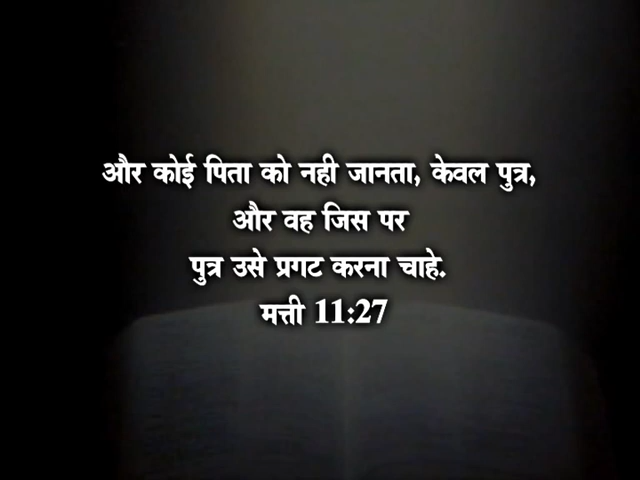 और कोई पिता को नही जानता, केवल पुत्र,
और वह जिस पर
पुत्र उसे प्रगट करना चाहे.
मत्ती 11:27